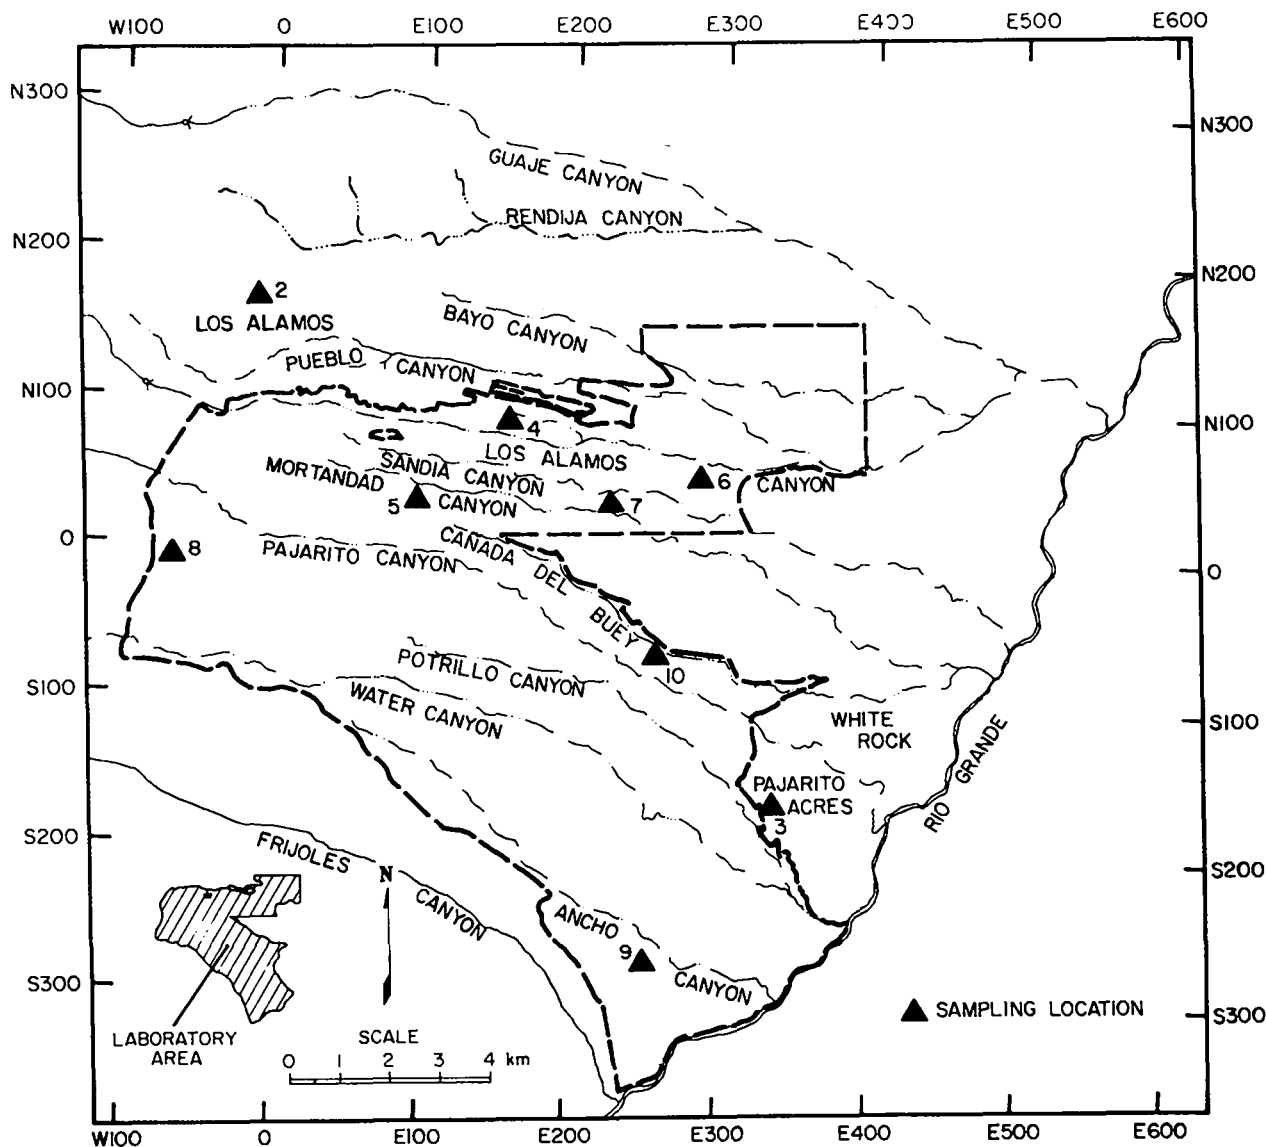 W100 0 E100 E200 E300 E400 E500 E600
N300
N300
GUAJE CANYON
RENDIJA CANYON
N200
N200
2
LOS ALAMOS
BAYO CANYON
PUEBLO CANYON
N100
N100
4
LOS ALAMOS
CANYON
SANDIA CANYON
MORTANDAD
CANYON
5
6
7
0
0
8
PAJARITO CANYON
CANADA DEL BUEY
10
POTRILLO CANYON
S100
S100
WATER CANYON
WHITE
ROCK
PAJARITO
ACRES
3
RIO GRANDE
S200
S200
FRIJOLES
CANYON
N
ANCHO
CANYON
9
S300
S300
SAMPLING LOCATION
LABORATORY
AREA
SCALE
0 1 2 3 4 km
W100 0 E100 E200 E300 E400 E500 E600